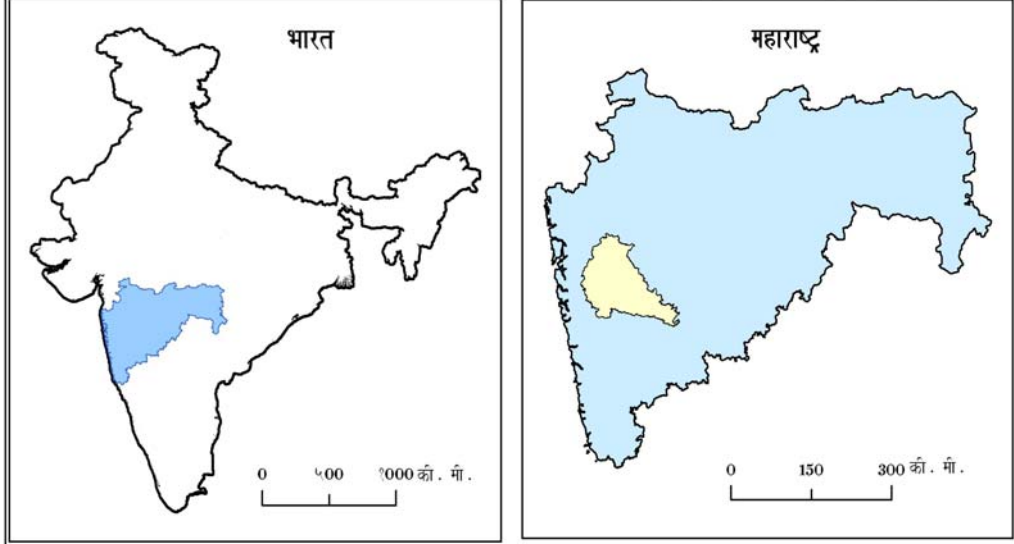 भारत
0 ५00 १000 की. मी.
महाराष्ट्र
0 150 300 की. मी.